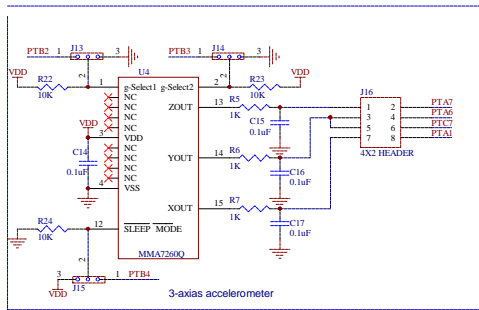 J13
PTB2 1 3
2
J14
PTB3 1 3
2
VDD
R22
10K
U4
1 g-Select1 g-Select2 2
R23
10K
VDD
NC
NC
NC
NC
ZOUT 13
R5
1K
C15
0.1uF
J16
1 2 PTA7
3 4 PTA6
5 6 PTC7
7 8 PTA1
4X2 HEADER
VDD
3 VDD
C14
0.1uF
NC
NC
NC
NC
4 VSS
YOUT 14
R6
1K
C16
0.1uF
XOUT 15
R7
1K
C17
0.1uF
R24
10K
12 SLEEP MODE
MMA7260Q
2
3 1 PTB4
VDD
J15
3-axias accelerometer